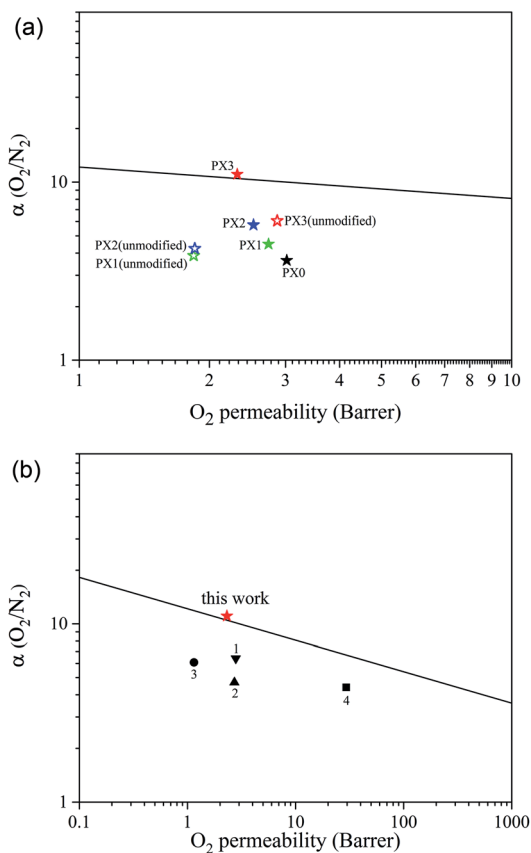 (a)
α (O2/N2)
10
1
PX3
PX2
PX3(unmodified)
PX2(unmodified)
PX1
PX1(unmodified)
PX0
1 2 3 4 5 6 7 8 9 10
O2 permeability (Barrer)
(b)
α (O2/N2)
10
1
this work
1
3
2
4
0.1 1 10 100 1000
O2 permeability (Barrer)